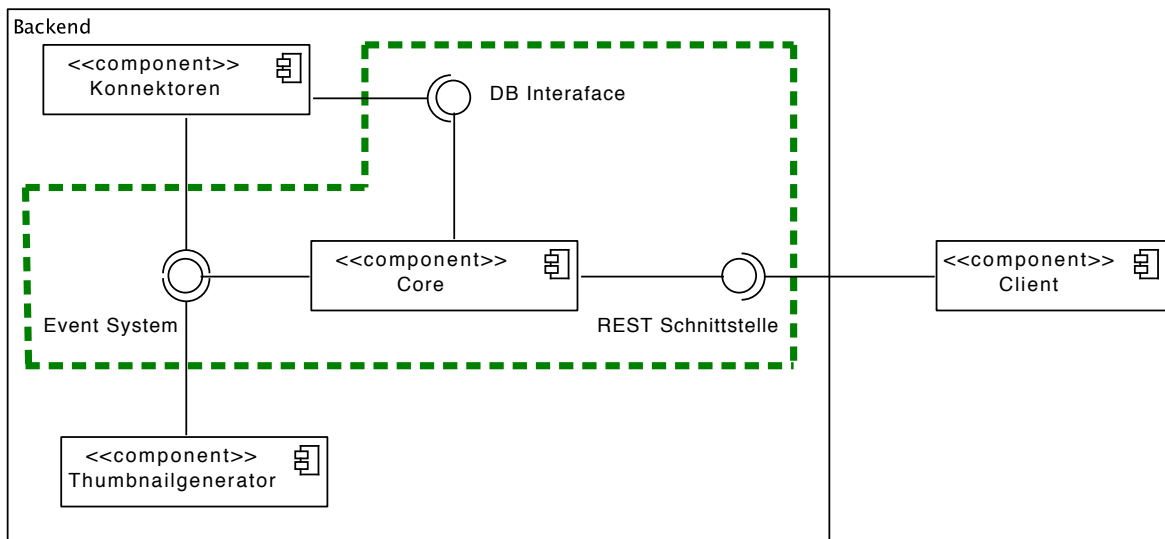 Backend
<<component>>
Konnektoren
DB Interaface
<<component>>
Core
<<component>>
Client
Event System
REST Schnittstelle
<<component>>
Thumbnailgenerator